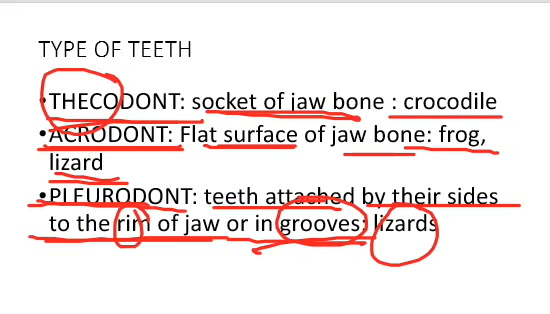 TYPE OF TEETH
•THECODONT: socket of jaw bone : crocodile
•ACRODONT: Flat surface of jaw bone: frog,
lizard
•PLEURODONT: teeth attached by their sides
to the rim of jaw or in grooves: lizards